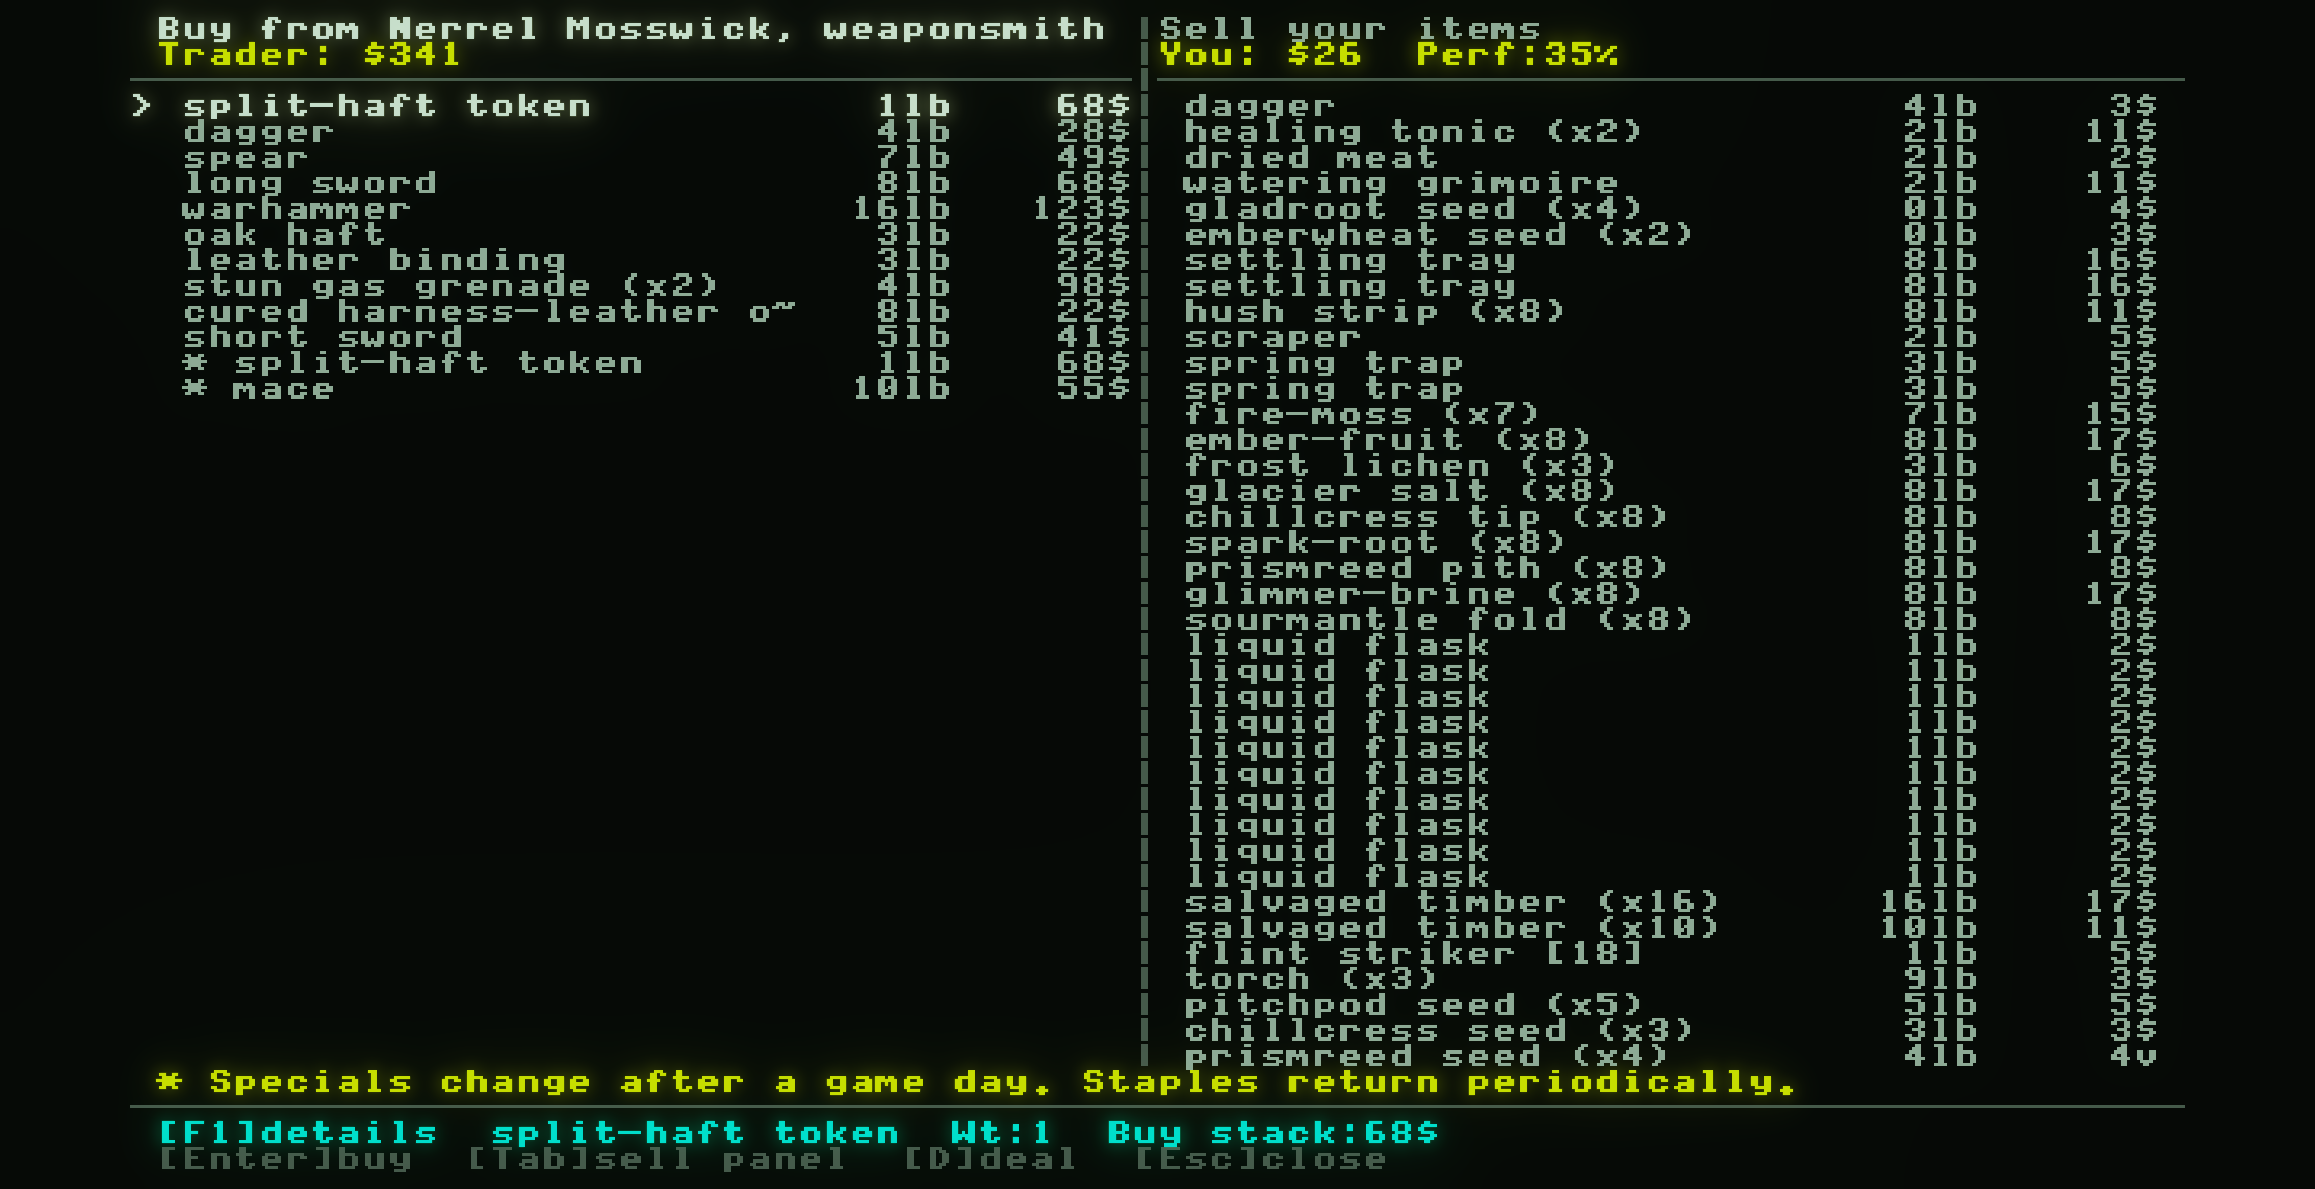 Buy from Nerrel Mosswick, weaponsmith
Trader: $341
> split-haft token 1lb 68$
dagger 4lb 28$
spear 7lb 49$
long sword 8lb 68$
warhammer 16lb 123$
oak haft 3lb 22$
leather binding 3lb 22$
stun gas grenade (x2) 4lb 98$
cured harness-leather o~ 8lb 22$
short sword 5lb 41$
* split-haft token 1lb 68$
* mace 10lb 55$
Sell your items
You: $26 Perf:35%
dagger 4lb 3$
healing tonic (x2) 2lb 11$
dried meat 2lb 2$
watering grimoire 2lb 11$
gladroot seed (x4) 0lb 4$
emberwheat seed (x2) 0lb 3$
settling tray 8lb 16$
settling tray 8lb 16$
hush strip (x8) 8lb 11$
scraper 2lb 5$
spring trap 3lb 5$
spring trap 3lb 5$
fire-moss (x7) 7lb 15$
ember-fruit (x8) 8lb 17$
frost lichen (x3) 3lb 6$
glacier salt (x8) 8lb 17$
chillcress tip (x8) 8lb 8$
spark-root (x8) 8lb 17$
prismreed pith (x8) 8lb 8$
glimmer-brine (x8) 8lb 17$
sourmantle fold (x8) 8lb 8$
liquid flask 1lb 2$
liquid flask 1lb 2$
liquid flask 1lb 2$
liquid flask 1lb 2$
liquid flask 1lb 2$
liquid flask 1lb 2$
liquid flask 1lb 2$
liquid flask 1lb 2$
liquid flask 1lb 2$
liquid flask 1lb 2$
salvaged timber (x16) 16lb 17$
salvaged timber (x10) 10lb 11$
flint striker [18] 1lb 5$
torch (x3) 9lb 3$
pitchpod seed (x5) 5lb 5$
chillcress seed (x3) 3lb 3$
prismreed seed (x4) 4lb 4v
* Specials change after a game day. Staples return periodically.
[F1]details split-haft token Wt:1 Buy stack:68$
[Enter]buy [Tab]sell panel [D]deal [Esc]close